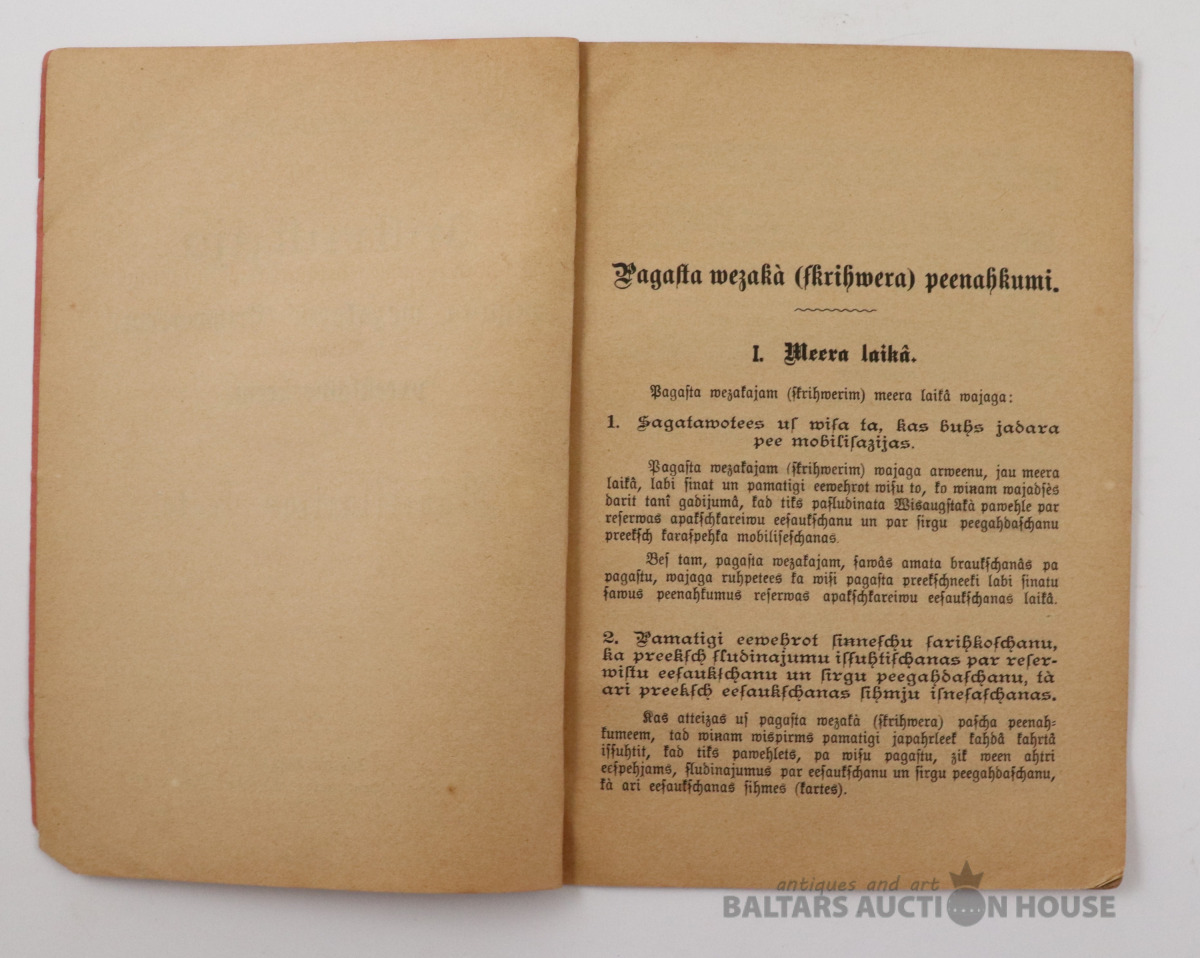 Pagaſta wezakà (ſkrihwera) peenahkumi.
I. Meera laikâ.
Pagaſta wezakajam (ſkrihwerim) meera laikâ wajaga:
1. Sagatawotees uſ wiſa ta, kas buhs jadara
pee mobiliſazijas.
Pagaſta wezakajam (ſkrihwerim) wajaga arweenu, jau meera
laikâ, labi ſinat un pamatigi eewehrot wiſu to, ko wiņam wajadſès
darit tanî gadijumâ, kad tiks paſludinata Wisaugſtakà pawehle par
reſerwas apakſchkareiwu eeſaukſchanu un par ſirgu peegahdaſchanu
preekſch karaſpehka mobiliſeſchanas.
Beſ tam, pagaſta wezakajam, ſawâs amata braukſchanâs pa
pagaſtu, wajaga ruhpetees ka wiſi pagaſta preekſchneeki labi ſinatu
ſawus peenahkumus reſerwas apakſchkareiwu eeſaukſchanas laikâ.
2. Pamatigi eewehrot ſiņneſchu ſarihkoſchanu,
ka preekſch ſludinajumu iſſuhtiſchanas par reſer-
wiſtu eeſaukſchanu un ſirgu peegahdaſchanu, tà
ari preekſch eeſaukſchanas ſihmju iſneſaſchanas.
Kas atteizas uſ pagaſta wezakà (ſkrihwera) paſcha peenah-
kumeem, tad wiņam wispirms pamatigi japahrleek kahdâ kahrtâ
iſſuhtit, kad tiks pawehlets, pa wiſu pagaſtu, zik ween ahtri
eeſpehjams, ſludinajumus par eeſaukſchanu un ſirgu peegahdaſchanu,
kà ari eeſaukſchanas ſihmes (kartes).
antiques and art
BALTARS AUCTION HOUSE